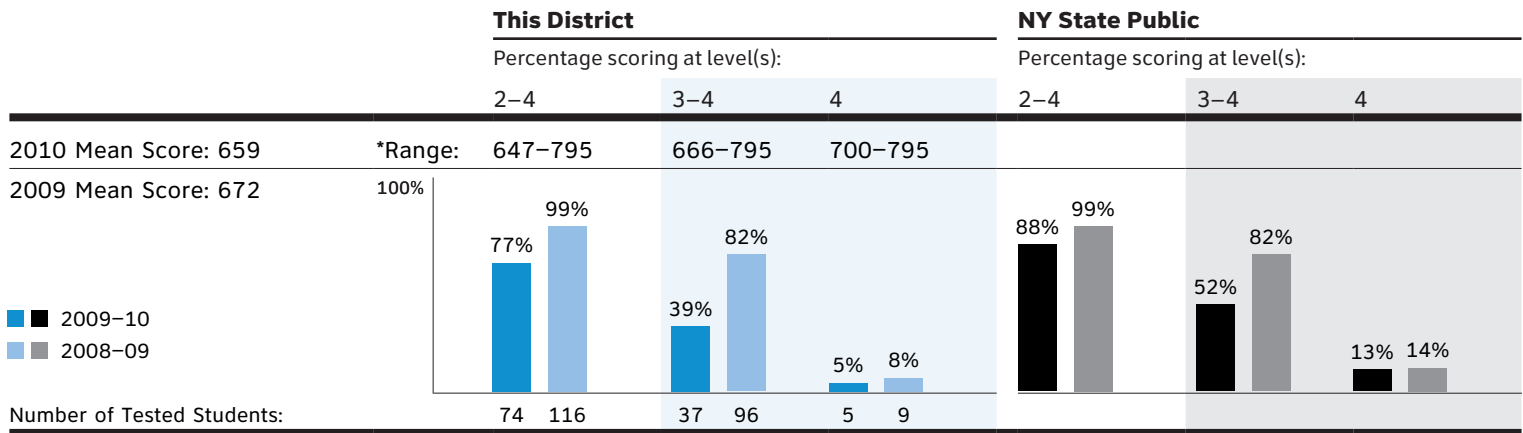 This District
NY State Public
Percentage scoring at level(s):
Percentage scoring at level(s):
2–4 3–4 4 2–4 3–4 4
2010 Mean Score: 659 *Range: 647–795 666–795 700–795
2009 Mean Score: 672
100%
77% 99% 39% 82% 5% 8%
88% 99% 52% 82% 13% 14%
2009–10
2008–09
Number of Tested Students: 74 116 37 96 5 9